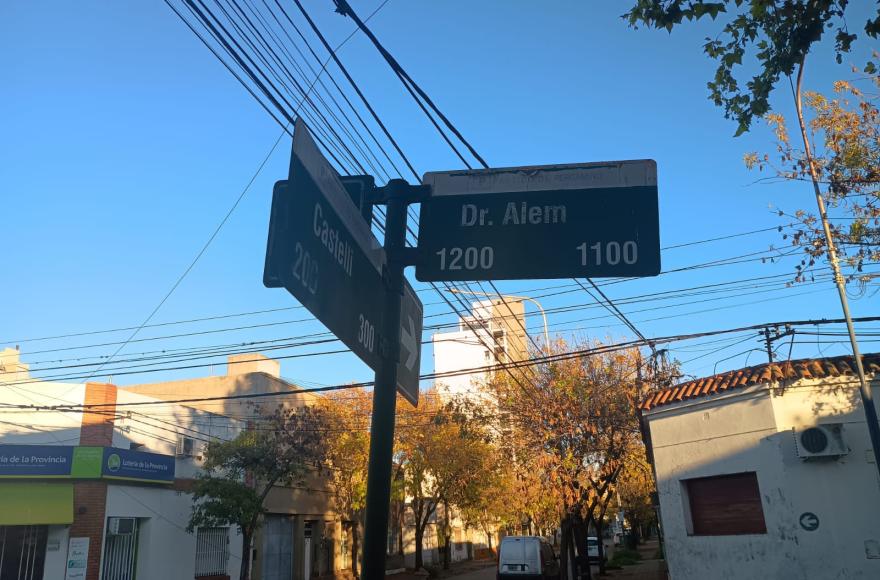 Dr. Alem
1200 1100
Castelli
200
300
Lotería de la Provincia
Lotería de la Provincia